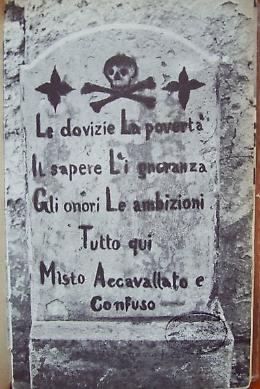 Le dovizie La povertà
Il sapere L'ignoranza
Gli onori Le ambizioni
Tutto qui
Misto Accavallato e
Confuso